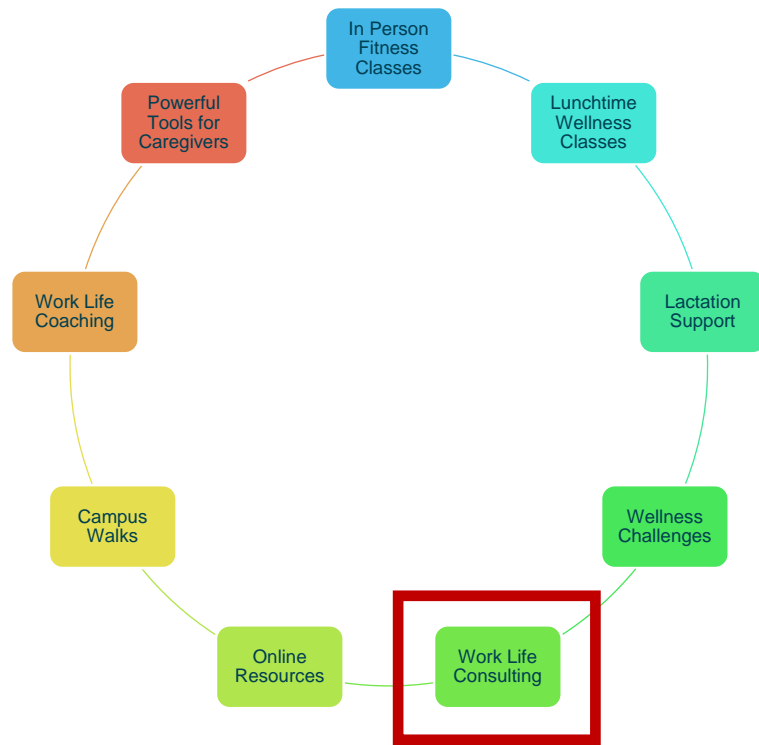 In Person
Fitness
Classes
Lunchtime
Wellness
Classes
Lactation
Support
Wellness
Challenges
Work Life
Consulting
Online
Resources
Campus
Walks
Work Life
Coaching
Powerful
Tools for
Caregivers